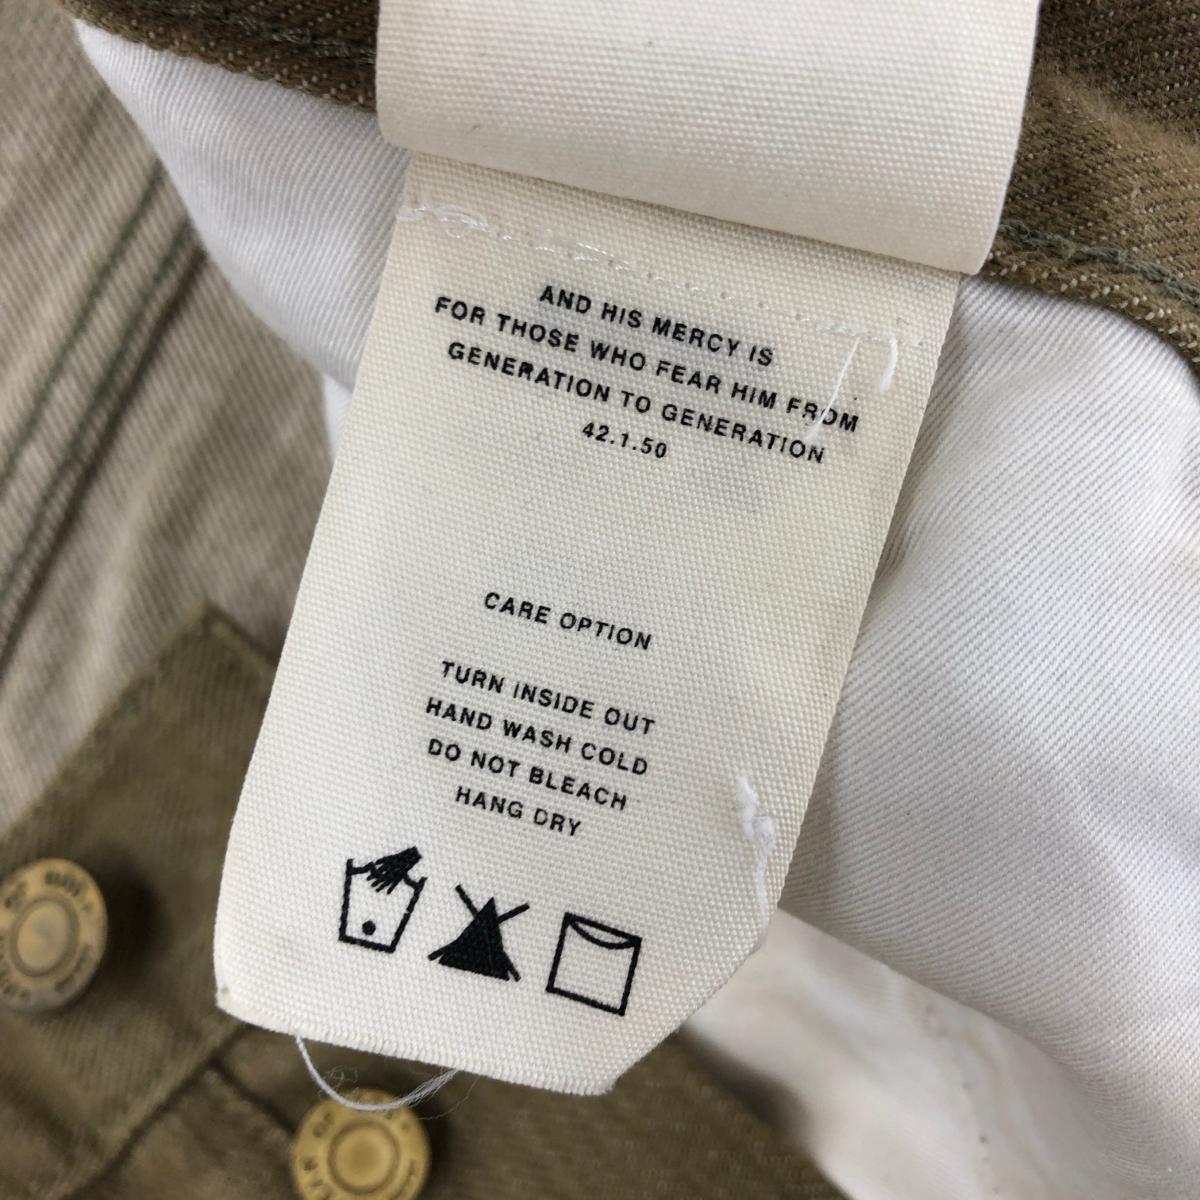 AND HIS MERCY IS
FOR THOSE WHO FEAR HIM FROM
GENERATION TO GENERATION
42.1.50
CARE OPTION
TURN INSIDE OUT
HAND WASH COLD
DO NOT BLEACH
HANG DRY